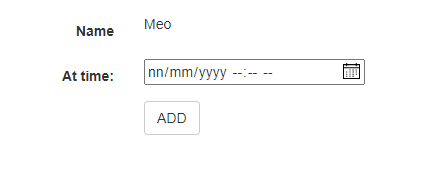 Name Meo
At time: nn/mm/yyyy --:-- --
ADD